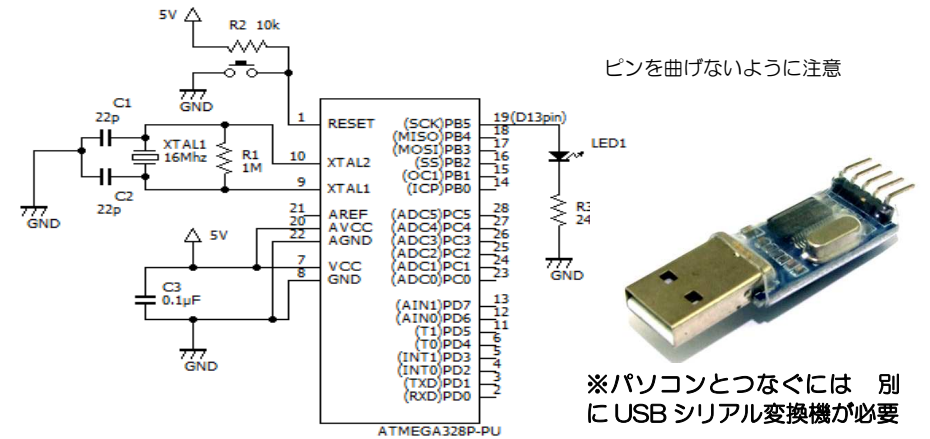 5V
R2 10k
GND
C1
22p
XTAL1
16Mhz
R1
1M
C2
22p
GND
5V
C3
0.1μF
GND
1 RESET
10 XTAL2
9 XTAL1
21 AREF
20 AVCC
22 AGND
7 VCC
8 GND
(SCK)PB5 19(D13pin)
(MISO)PB4 18
(MOSI)PB3 17
(SS)PB2 16
(OC1)PB1 15
(ICP)PB0 14
(ADC5)PC5 28
(ADC4)PC4 27
(ADC3)PC3 26
(ADC2)PC2 25
(ADC1)PC1 24
(ADC0)PC0 23
(AIN1)PD7 13
(AIN0)PD6 12
(T1)PD5 11
(T0)PD4 6
(INT1)PD3 5
(INT0)PD2 4
(TXD)PD1 3
(RXD)PD0 2
ATMEGA328P-PU
LED1
24
GND
ピンを曲げないように注意
※パソコンとつなぐには 別
にUSBシリアル変換機が必要